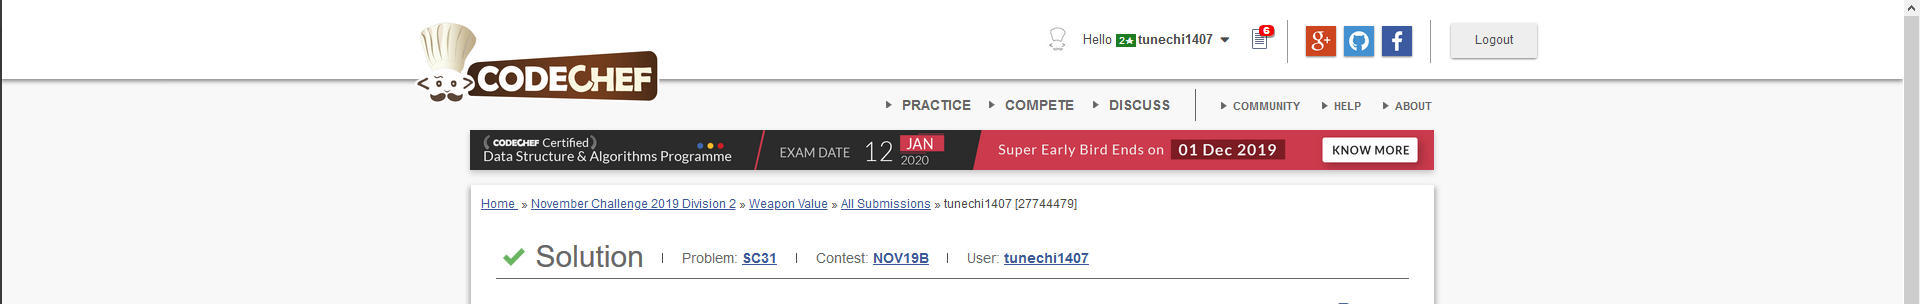 CODECHEF
Hello 2★ tunechi1407
6
g+
f
Logout
PRACTICE COMPETE DISCUSS COMMUNITY HELP ABOUT
CODECHEF Certified
Data Structure & Algorithms Programme
EXAM DATE 12 JAN 2020
Super Early Bird Ends on 01 Dec 2019
KNOW MORE
Home » November Challenge 2019 Division 2 » Weapon Value » All Submissions » tunechi1407 [27744479]
Solution | Problem: SC31 | Contest: NOV19B | User: tunechi1407